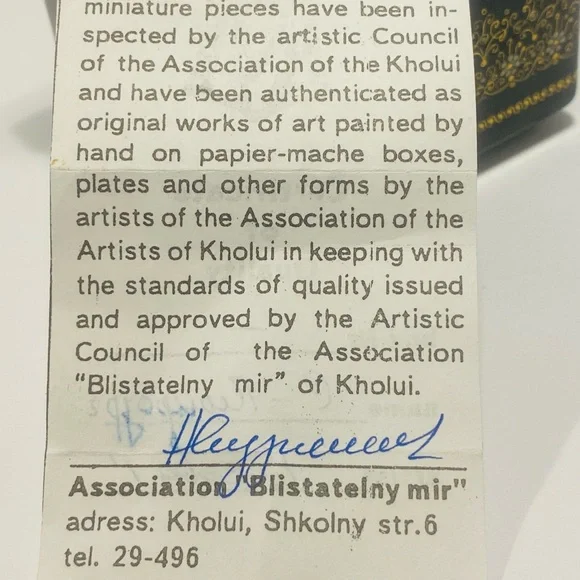 miniature pieces have been in-
spected by the artistic Council
of the Association of the Kholui
and have been authenticated as
original works of art painted by
hand on papier-mache boxes,
plates and other forms by the
artists of the Association of the
Artists of Kholui in keeping with
the standards of quality issued
and approved by the Artistic
Council of the Association
"Blistatelny mir" of Kholui.
Association "Blistatelny mir"
adress: Kholui, Shkolny str.6
tel. 29-496